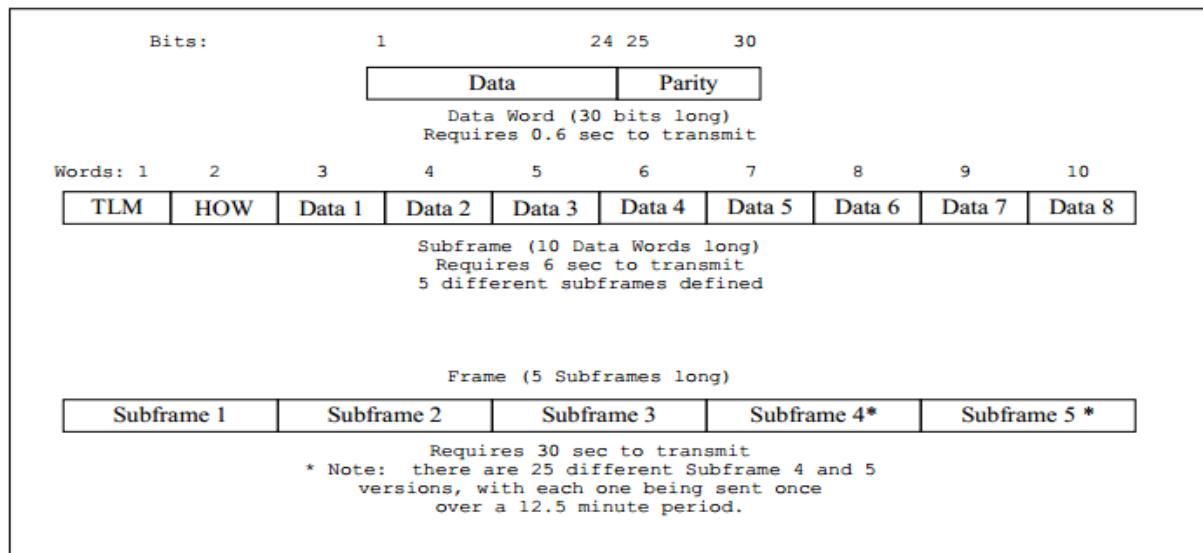 Bits: 1 24 25 30
Data Parity
Data Word (30 bits long)
Requires 0.6 sec to transmit
Words: 1 2 3 4 5 6 7 8 9 10
TLM HOW Data 1 Data 2 Data 3 Data 4 Data 5 Data 6 Data 7 Data 8
Subframe (10 Data Words long)
Requires 6 sec to transmit
5 different subframes defined
Frame (5 Subframes long)
Subframe 1 Subframe 2 Subframe 3 Subframe 4* Subframe 5 *
Requires 30 sec to transmit
* Note: there are 25 different Subframe 4 and 5
versions, with each one being sent once
over a 12.5 minute period.